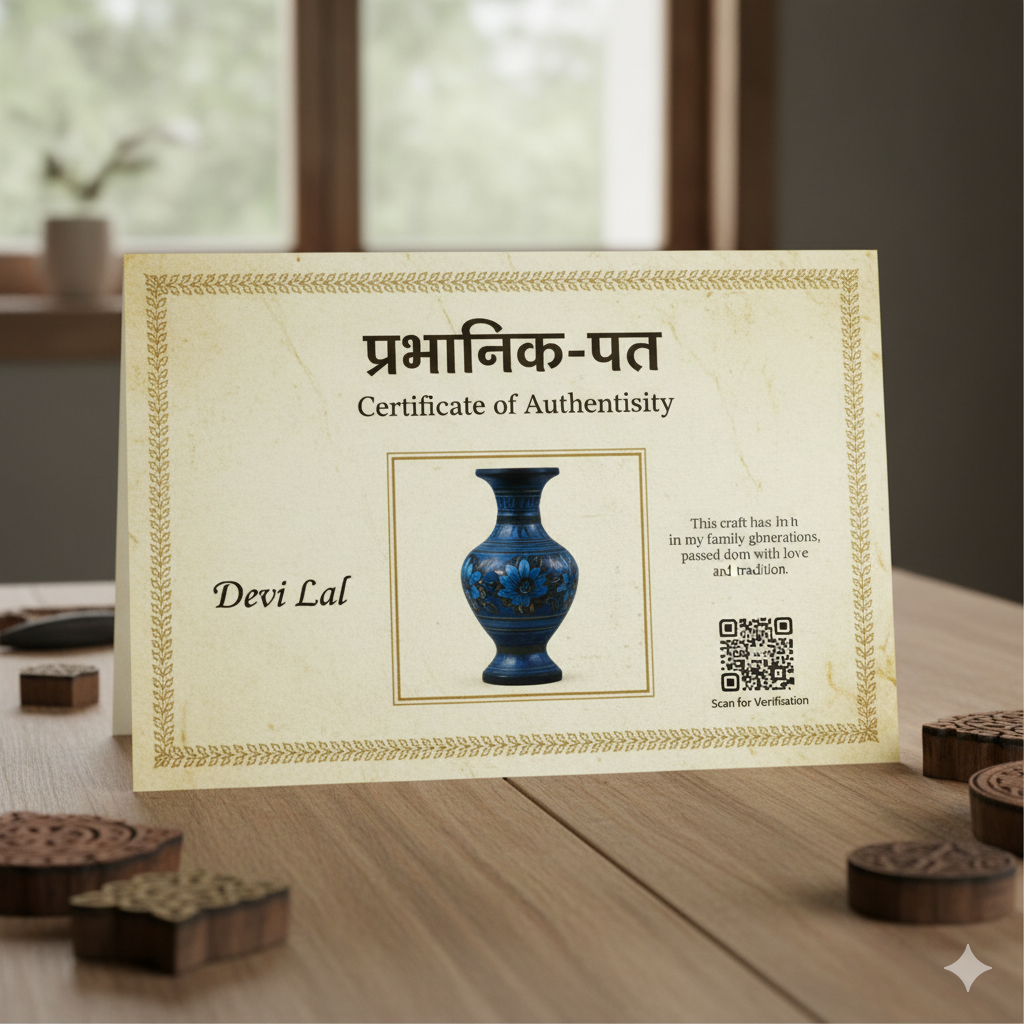 प्रभानिक-पत
Certificate of Authentisity
Devi Lal
This craft has
in my family gbnerations,
passed dom with love
and tradition.
Scan for Verifisation